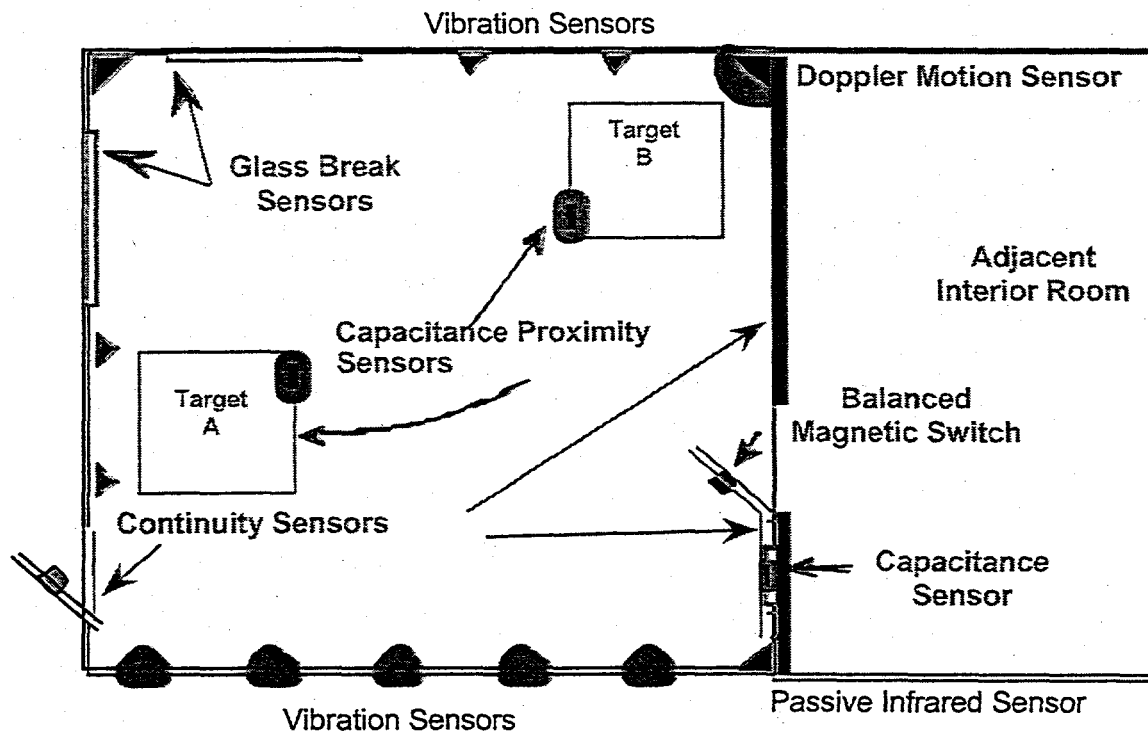 Vibration Sensors
Doppler Motion Sensor
Target
B
Glass Break
Sensors
Adjacent
Interior Room
Capacitance Proximity
Sensors
Target
A
Balanced
Magnetic Switch
Continuity Sensors
Capacitance
Sensor
Passive Infrared Sensor
Vibration Sensors